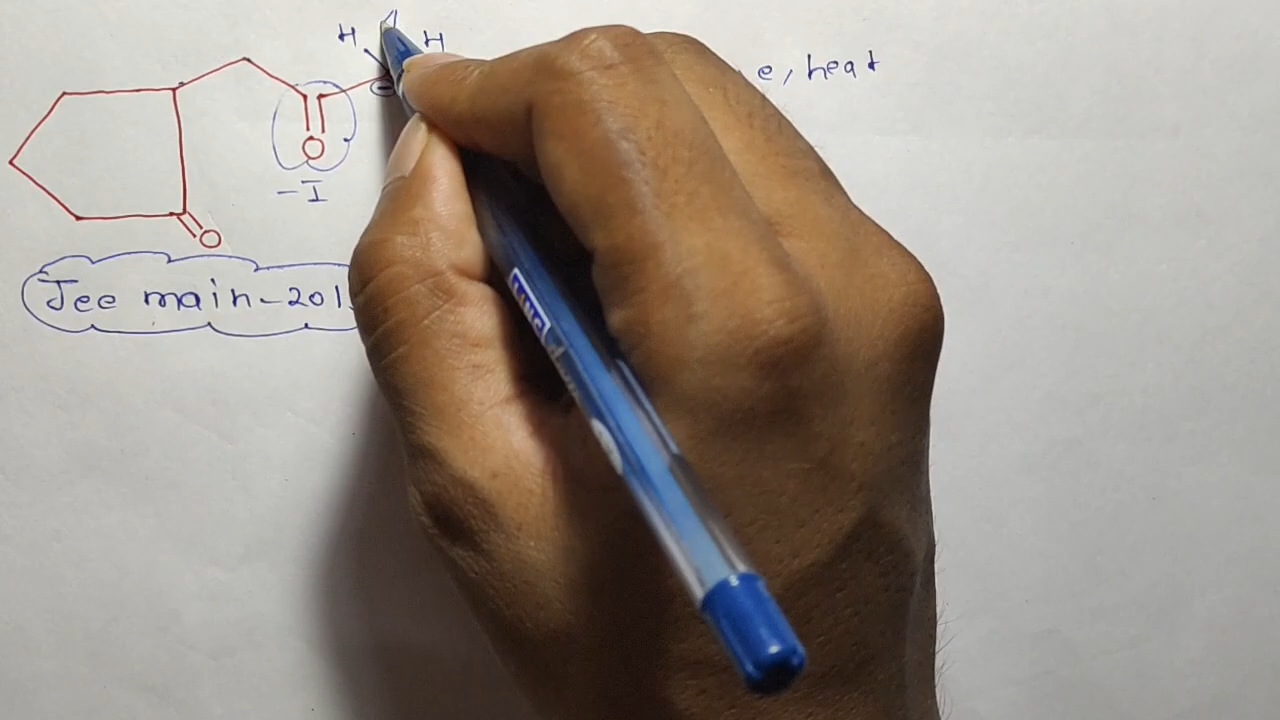 H
H
e, heat
O
-I
O
Jee main-201